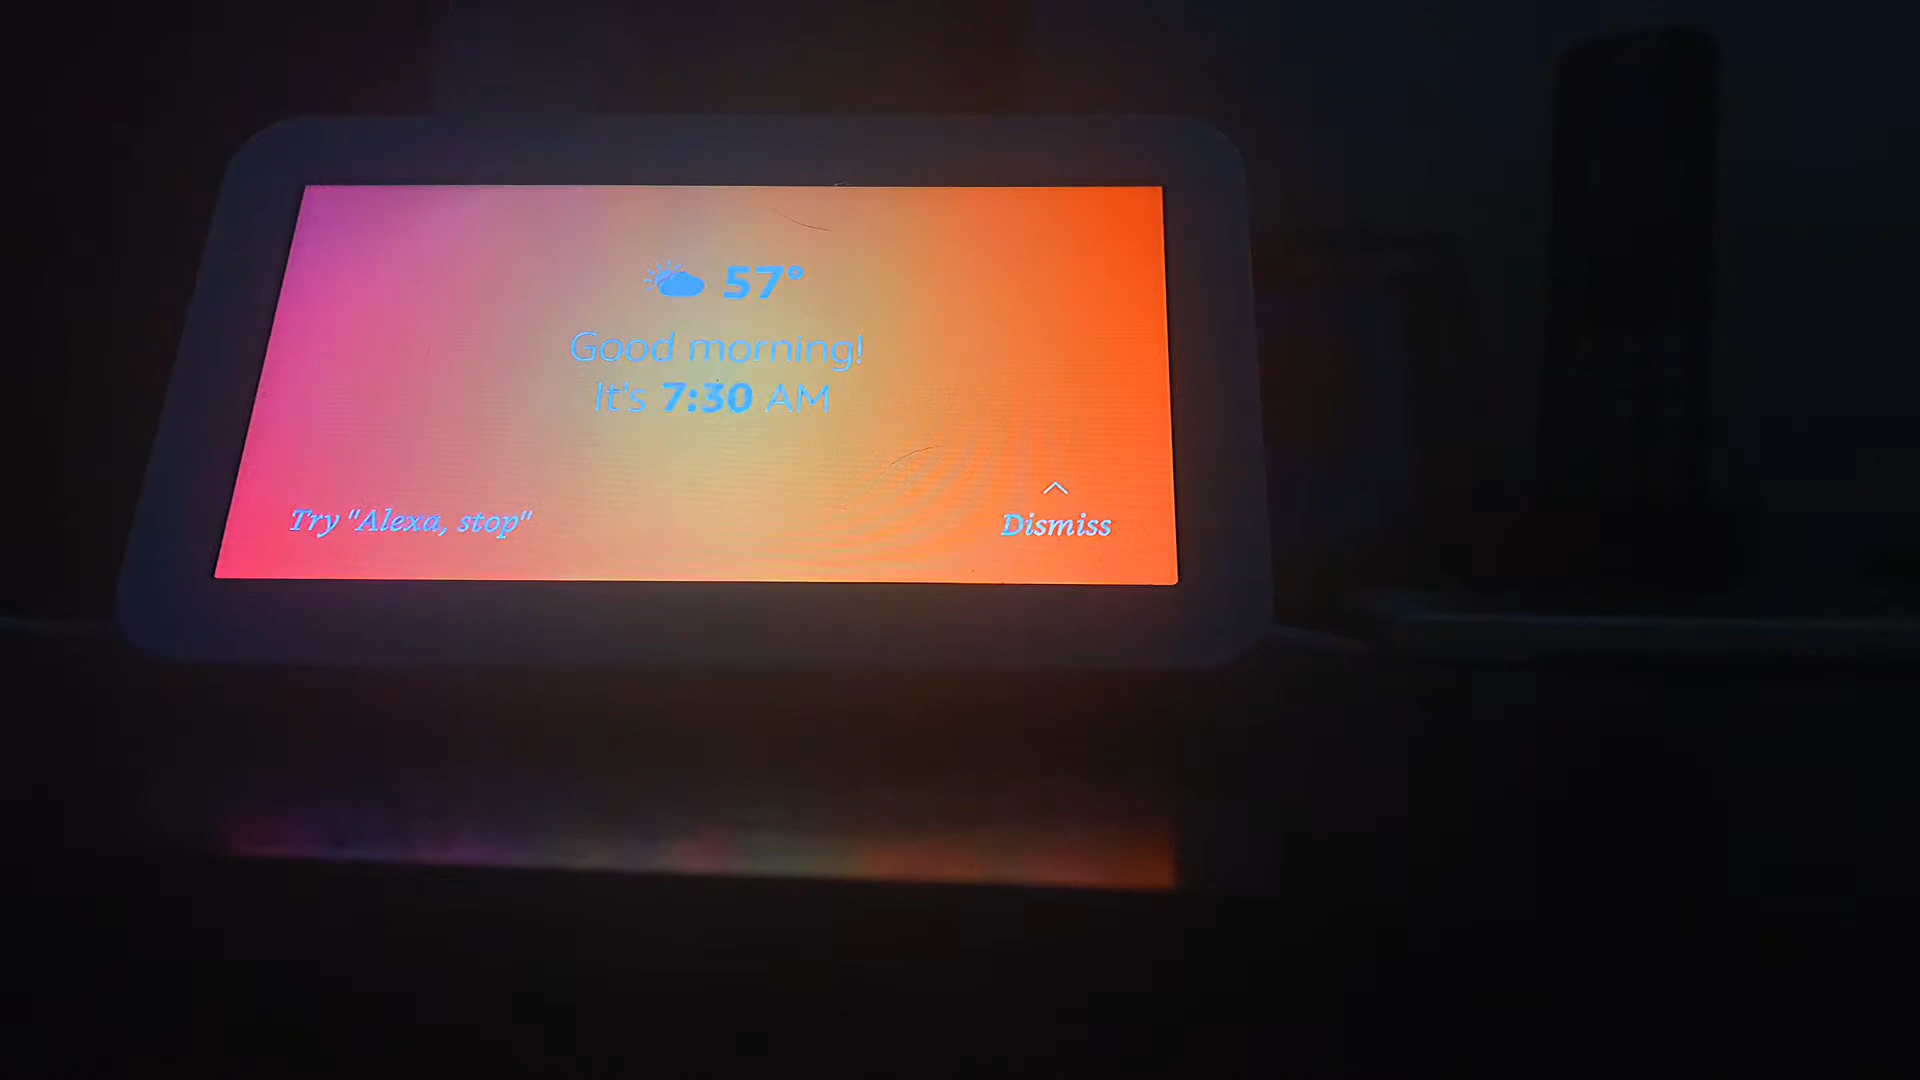 57°
Good morning!
It's 7:30 AM
Try "Alexa, stop"
Dismiss